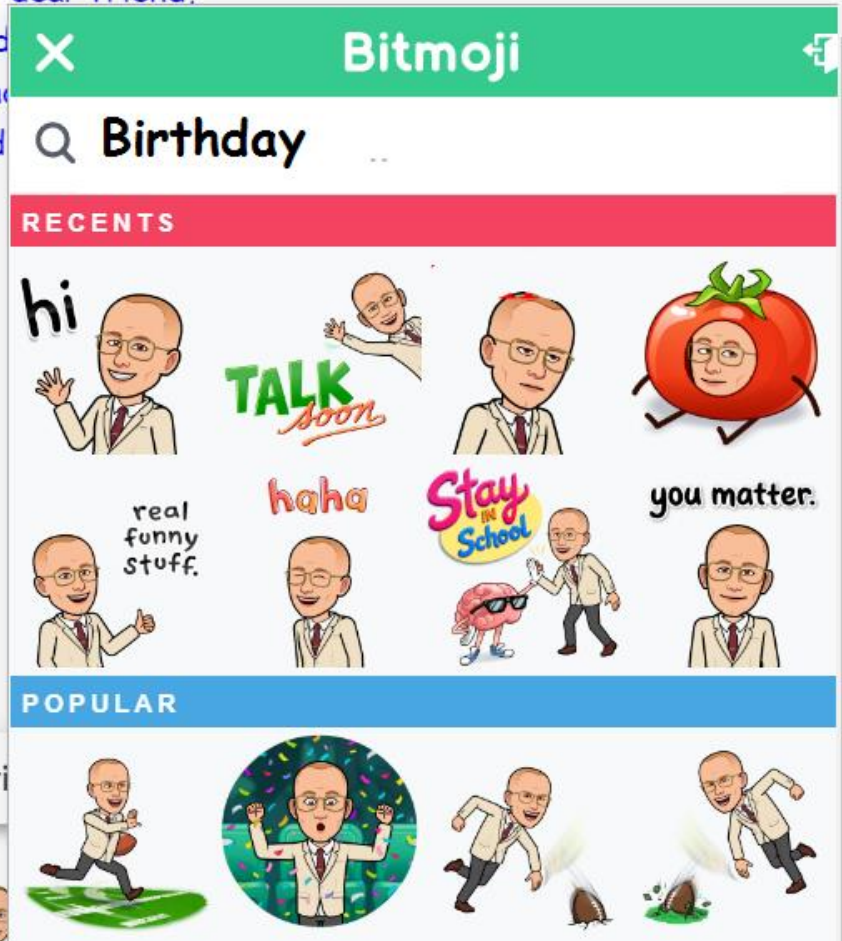 Bitmoji
Birthday
RECENTS
hi
TALK
soon
real
funny
stuff.
haha
Stay
IN
School
you matter.
POPULAR